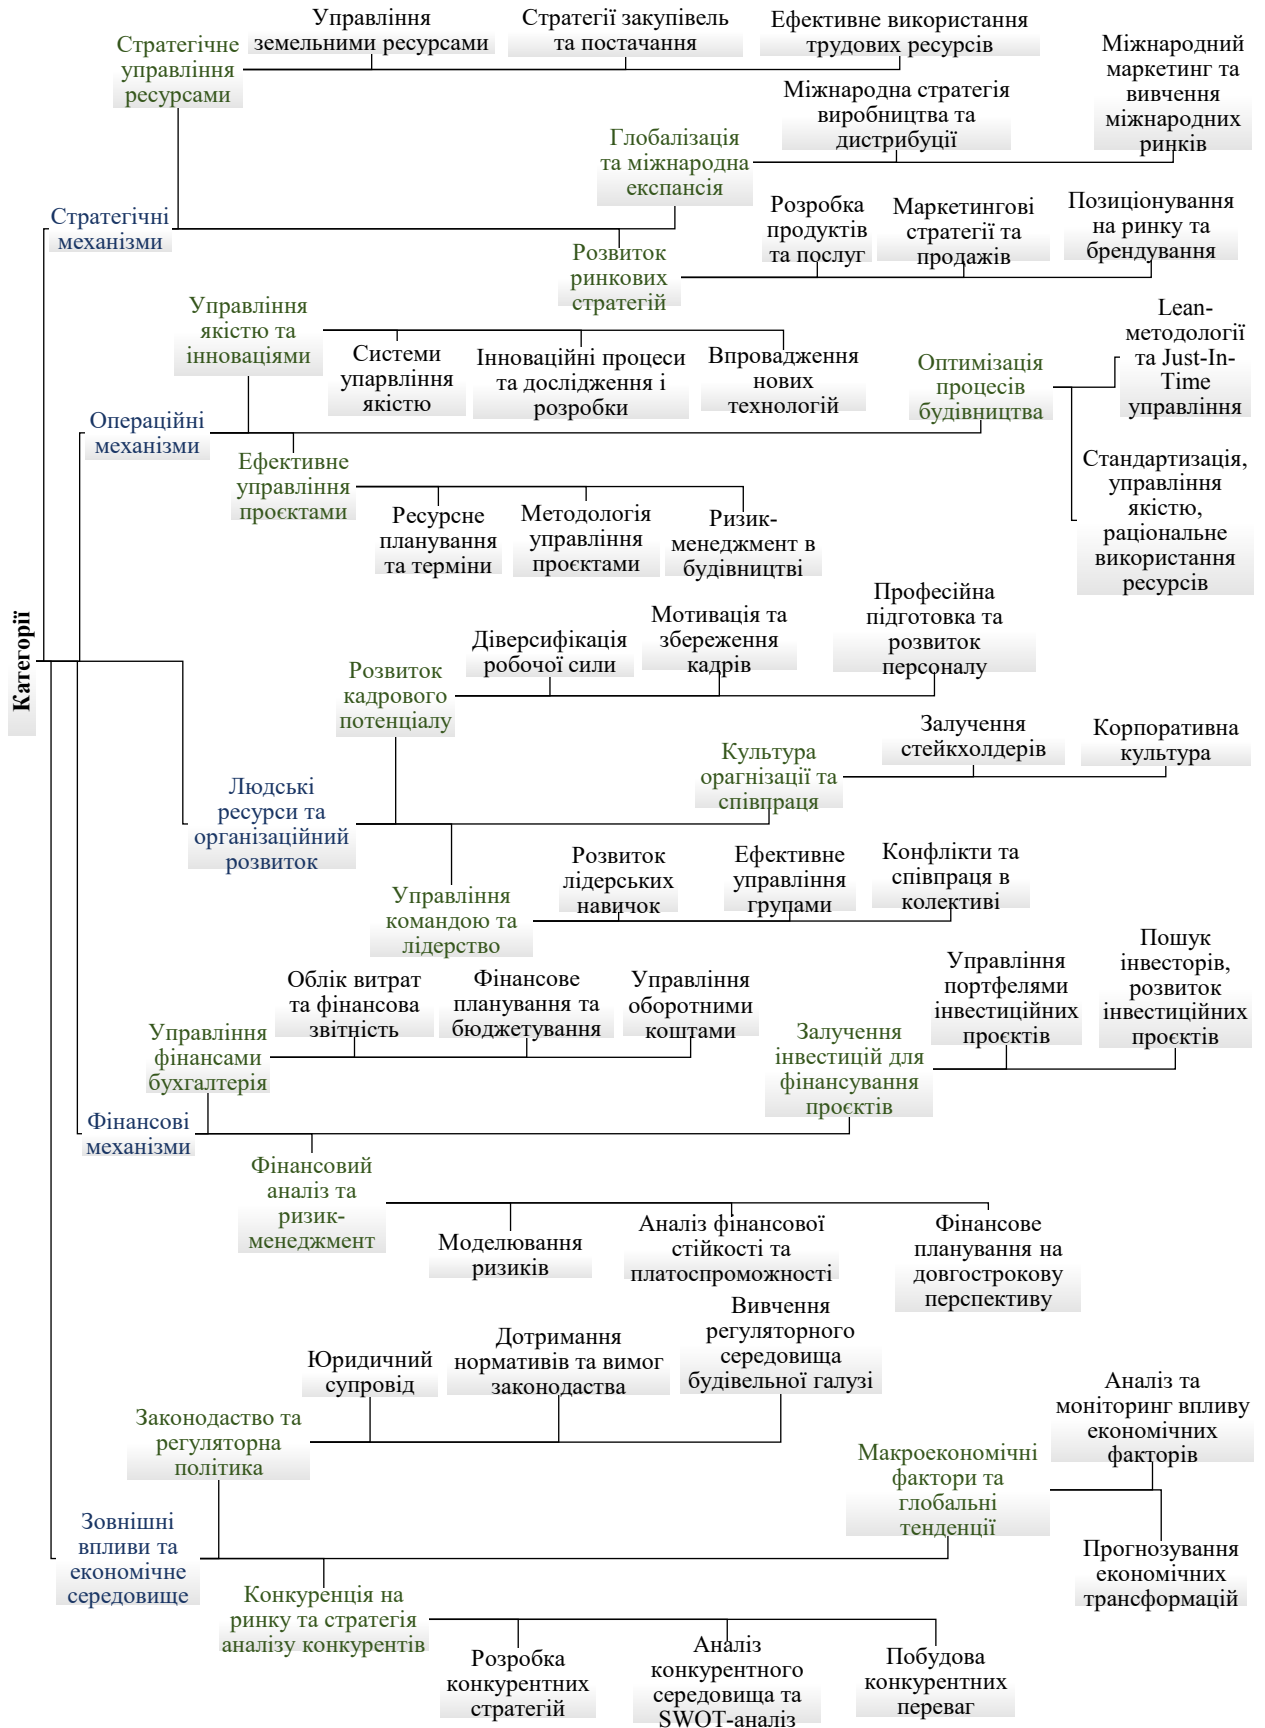 Категорії
Стратегічні
механізми
Стратегічне
управління
ресурсами
Управління
земельними ресурсами
Стратегії закупівель
та постачання
Ефективне використання
трудових ресурсів
Глобалізація
та міжнародна
експансія
Міжнародна стратегія
виробництва та
дистрибуції
Міжнародний
маркетинг та
вивчення
міжнародних
ринків
Розвиток
ринкових
стратегій
Розробка
продуктів
та послуг
Маркетингові
стратегії та
продажів
Позиціонування
на ринку та
брендування
Операційні
механізми
Управління
якістю та
інноваціями
Системи
упарвління
якістю
Інноваційні процеси
та дослідження і
розробки
Впровадження
нових
технологій
Оптимізація
процесів
будівництва
Lean-
методології
та Just-In-
Time
управління
Стандартизація,
управління
якістю,
раціональне
використання
ресурсів
Ефективне
управління
проєктами
Ресурсне
планування
та терміни
Методологія
управління
проєктами
Ризик-
менеджмент в
будівництві
Людські
ресурси та
організаційний
розвиток
Розвиток
кадрового
потенціалу
Діверсифікація
робочої сили
Мотивація та
збереження
кадрів
Професійна
підготовка та
розвиток
персоналу
Культура
орагнізації та
співпраця
Залучення
стейкхолдерів
Корпоративна
культура
Управління
командою та
лідерство
Розвиток
лідерських
навичок
Ефективне
управління
групами
Конфлікти та
співпраця в
колективі
Фінансові
механізми
Управління
фінансами
бухгалтерія
Облік витрат
та фінансова
звітність
Фінансове
планування та
бюджетування
Управління
оборотними
коштами
Залучення
інвестицій для
фінансування
проєктів
Управління
портфелями
інвестиційних
проєктів
Пошук
інвесторів,
розвиток
інвестиційних
проєктів
Фінансовий
аналіз та
ризик-
менеджмент
Моделювання
ризиків
Аналіз фінансової
стійкості та
платоспроможності
Фінансове
планування на
довгострокову
перспективу
Зовнішні
впливи та
економічне
середовище
Законодаство та
регуляторна
політика
Юридичний
супровід
Дотримання
нормативів та вимог
законодаства
Вивчення
регуляторного
середовища
будівельної галузі
Макроекономічні
фактори та
глобальні
тенденції
Аналіз та
моніторинг впливу
економічних
факторів
Прогнозування
економічних
трансформацій
Конкуренція на
ринку та стратегія
аналізу конкурентів
Розробка
конкурентних
стратегій
Аналіз
конкурентного
середовища та
SWOT-аналіз
Побудова
конкурентних
переваг